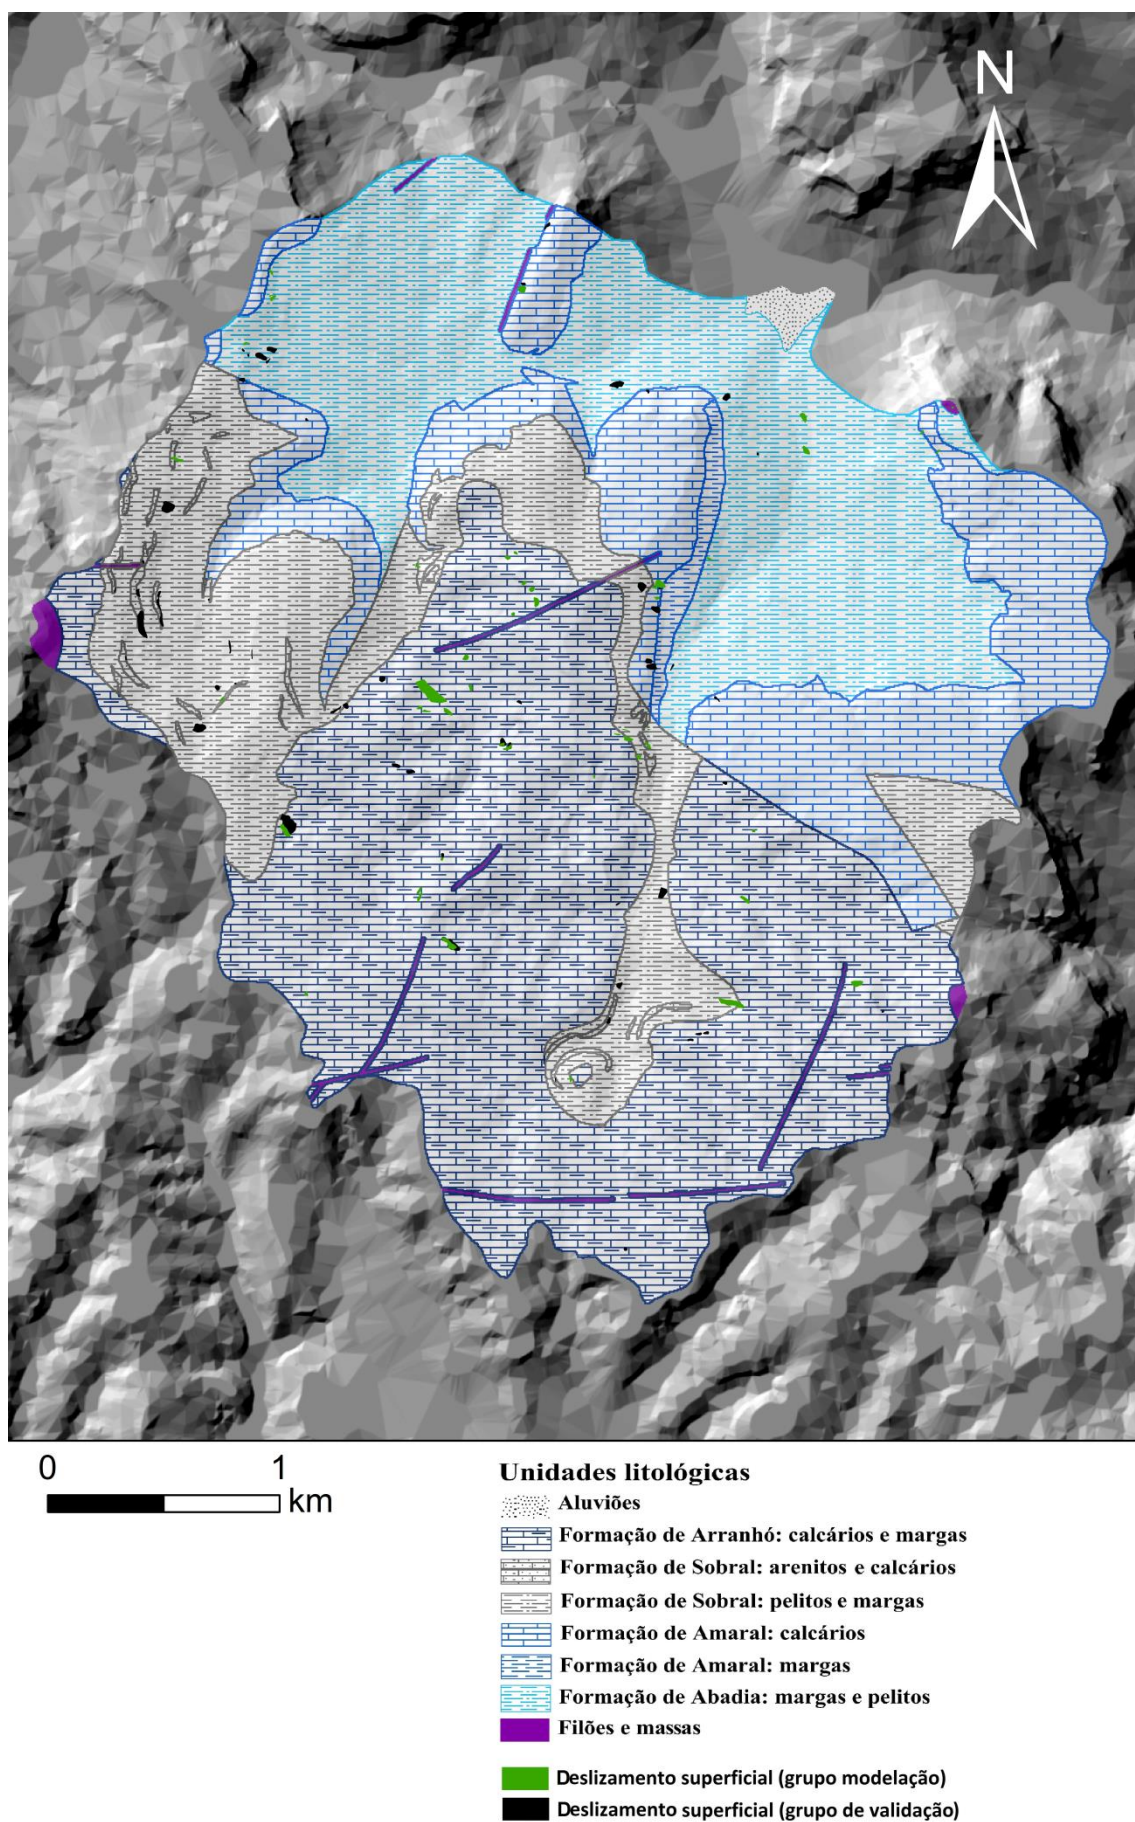 N
0 1
km
Unidades litológicas
Aluviões
Formação de Arranhó: calcários e margas
Formação de Sobral: arenitos e calcários
Formação de Sobral: pelitos e margas
Formação de Amaral: calcários
Formação de Amaral: margas
Formação de Abadia: margas e pelitos
Filões e massas
Deslizamento superficial (grupo modelação)
Deslizamento superficial (grupo de validação)